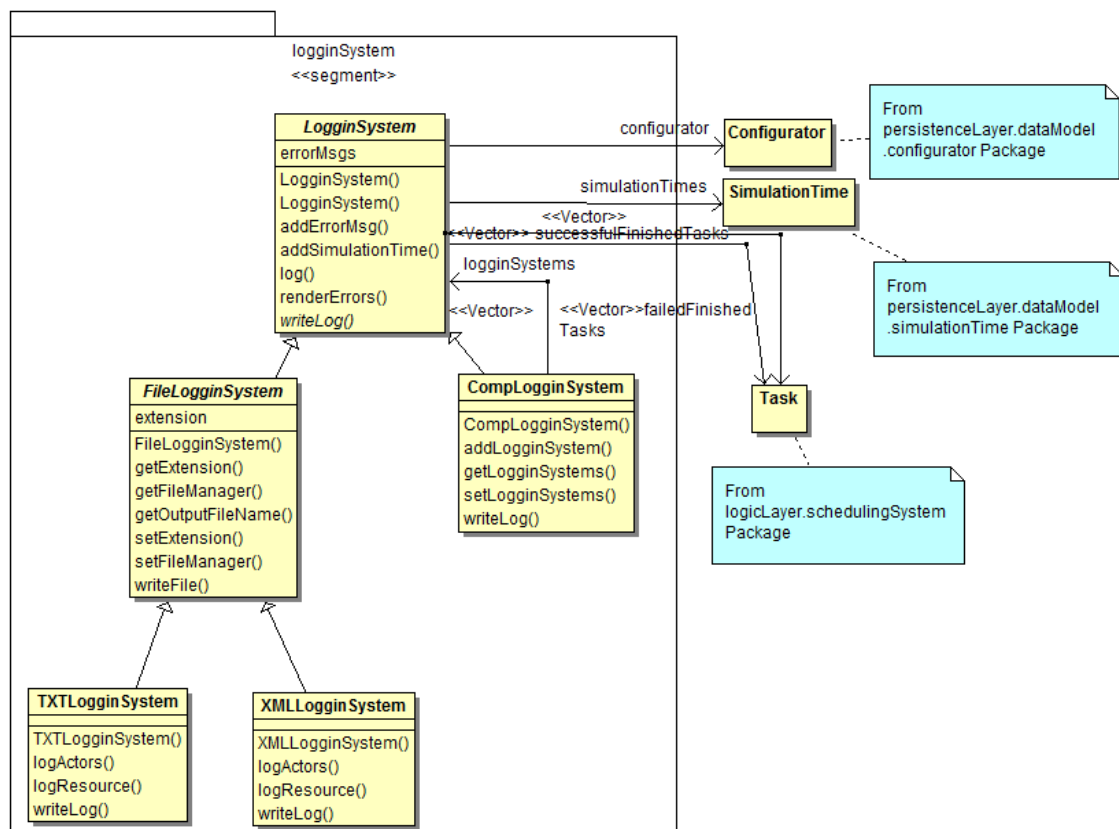 logginSystem
<<segment>>
LogginSystem
errorMsgs
LogginSystem()
LogginSystem()
addErrorMsg()
addSimulationTime()
log()
renderErrors()
writeLog()
configurator
Configurator
From
persistenceLayer.dataModel
.configurator Package
simulationTimes
SimulationTime
<<Vector>>
<<Vector>> successfulFinishedTasks
logginSystems
<<Vector>>
<<Vector>>failedFinished
Tasks
From
persistenceLayer.dataModel
.simulationTime Package
FileLogginSystem
extension
FileLogginSystem()
getExtension()
getFileManager()
getOutputFileName()
setExtension()
setFileManager()
writeFile()
CompLogginSystem
CompLogginSystem()
addLogginSystem()
getLogginSystems()
setLogginSystems()
writeLog()
Task
From
logicLayer.schedulingSystem
Package
TXTLogginSystem
TXTLogginSystem()
logActors()
logResource()
writeLog()
XMLLogginSystem
XMLLogginSystem()
logActors()
logResource()
writeLog()